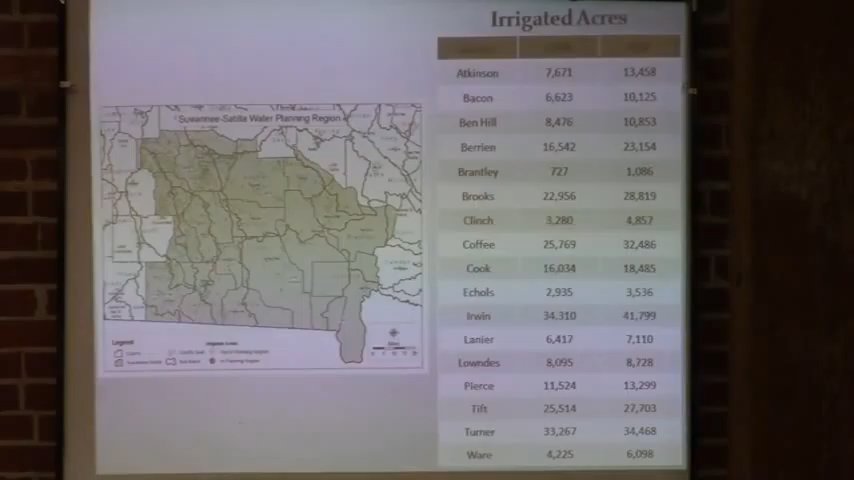 Irrigated Acres
Atkinson 7,671 13,458
Bacon 6,623 10,125
Ben Hill 8,476 10,853
Berrien 16,542 23,154
Brantley 727 1,086
Brooks 22,956 28,819
Clinch 3,280 4,857
Coffee 25,769 32,486
Cook 16,034 18,485
Echols 2,935 3,536
Irwin 34,310 41,799
Lanier 6,417 7,110
Lowndes 8,095 8,728
Pierce 11,524 13,299
Tift 25,514 27,703
Turner 33,267 34,468
Ware 4,225 6,098
Suwannee-Satilla Water Planning Region
Legend